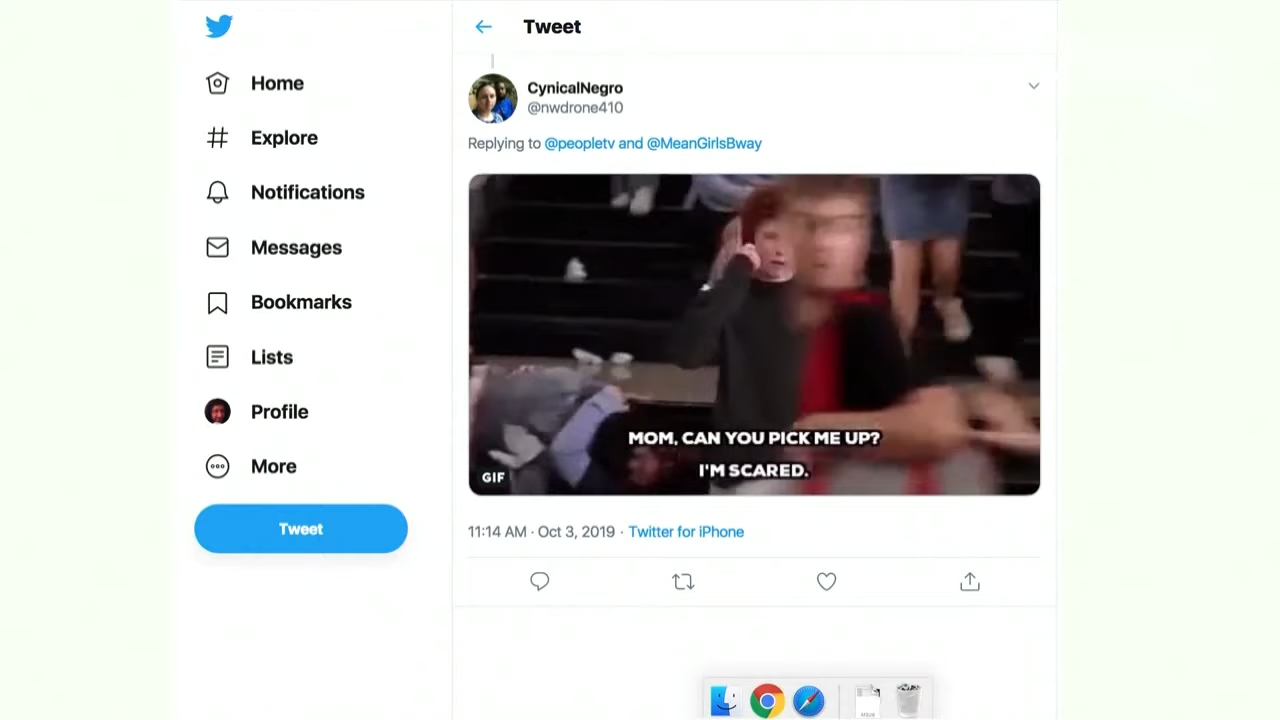 Tweet
Home
Explore
Notifications
Messages
Bookmarks
Lists
Profile
More
Tweet
CynicalNegro
@nwdrone410
Replying to @peopletv and @MeanGirlsBway
MOM, CAN YOU PICK ME UP?
I'M SCARED.
GIF
11:14 AM · Oct 3, 2019 · Twitter for iPhone